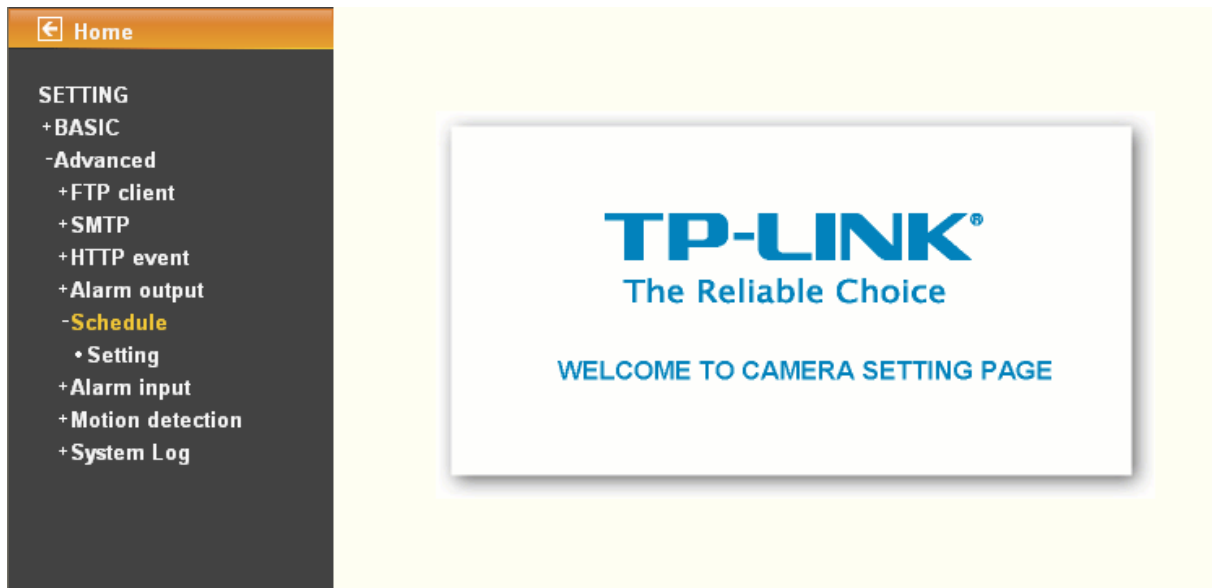 Home
SETTING
+BASIC
-Advanced
+FTP client
+SMTP
+HTTP event
+Alarm output
-Schedule
• Setting
+Alarm input
+Motion detection
+System Log
TP-LINK®
The Reliable Choice
WELCOME TO CAMERA SETTING PAGE